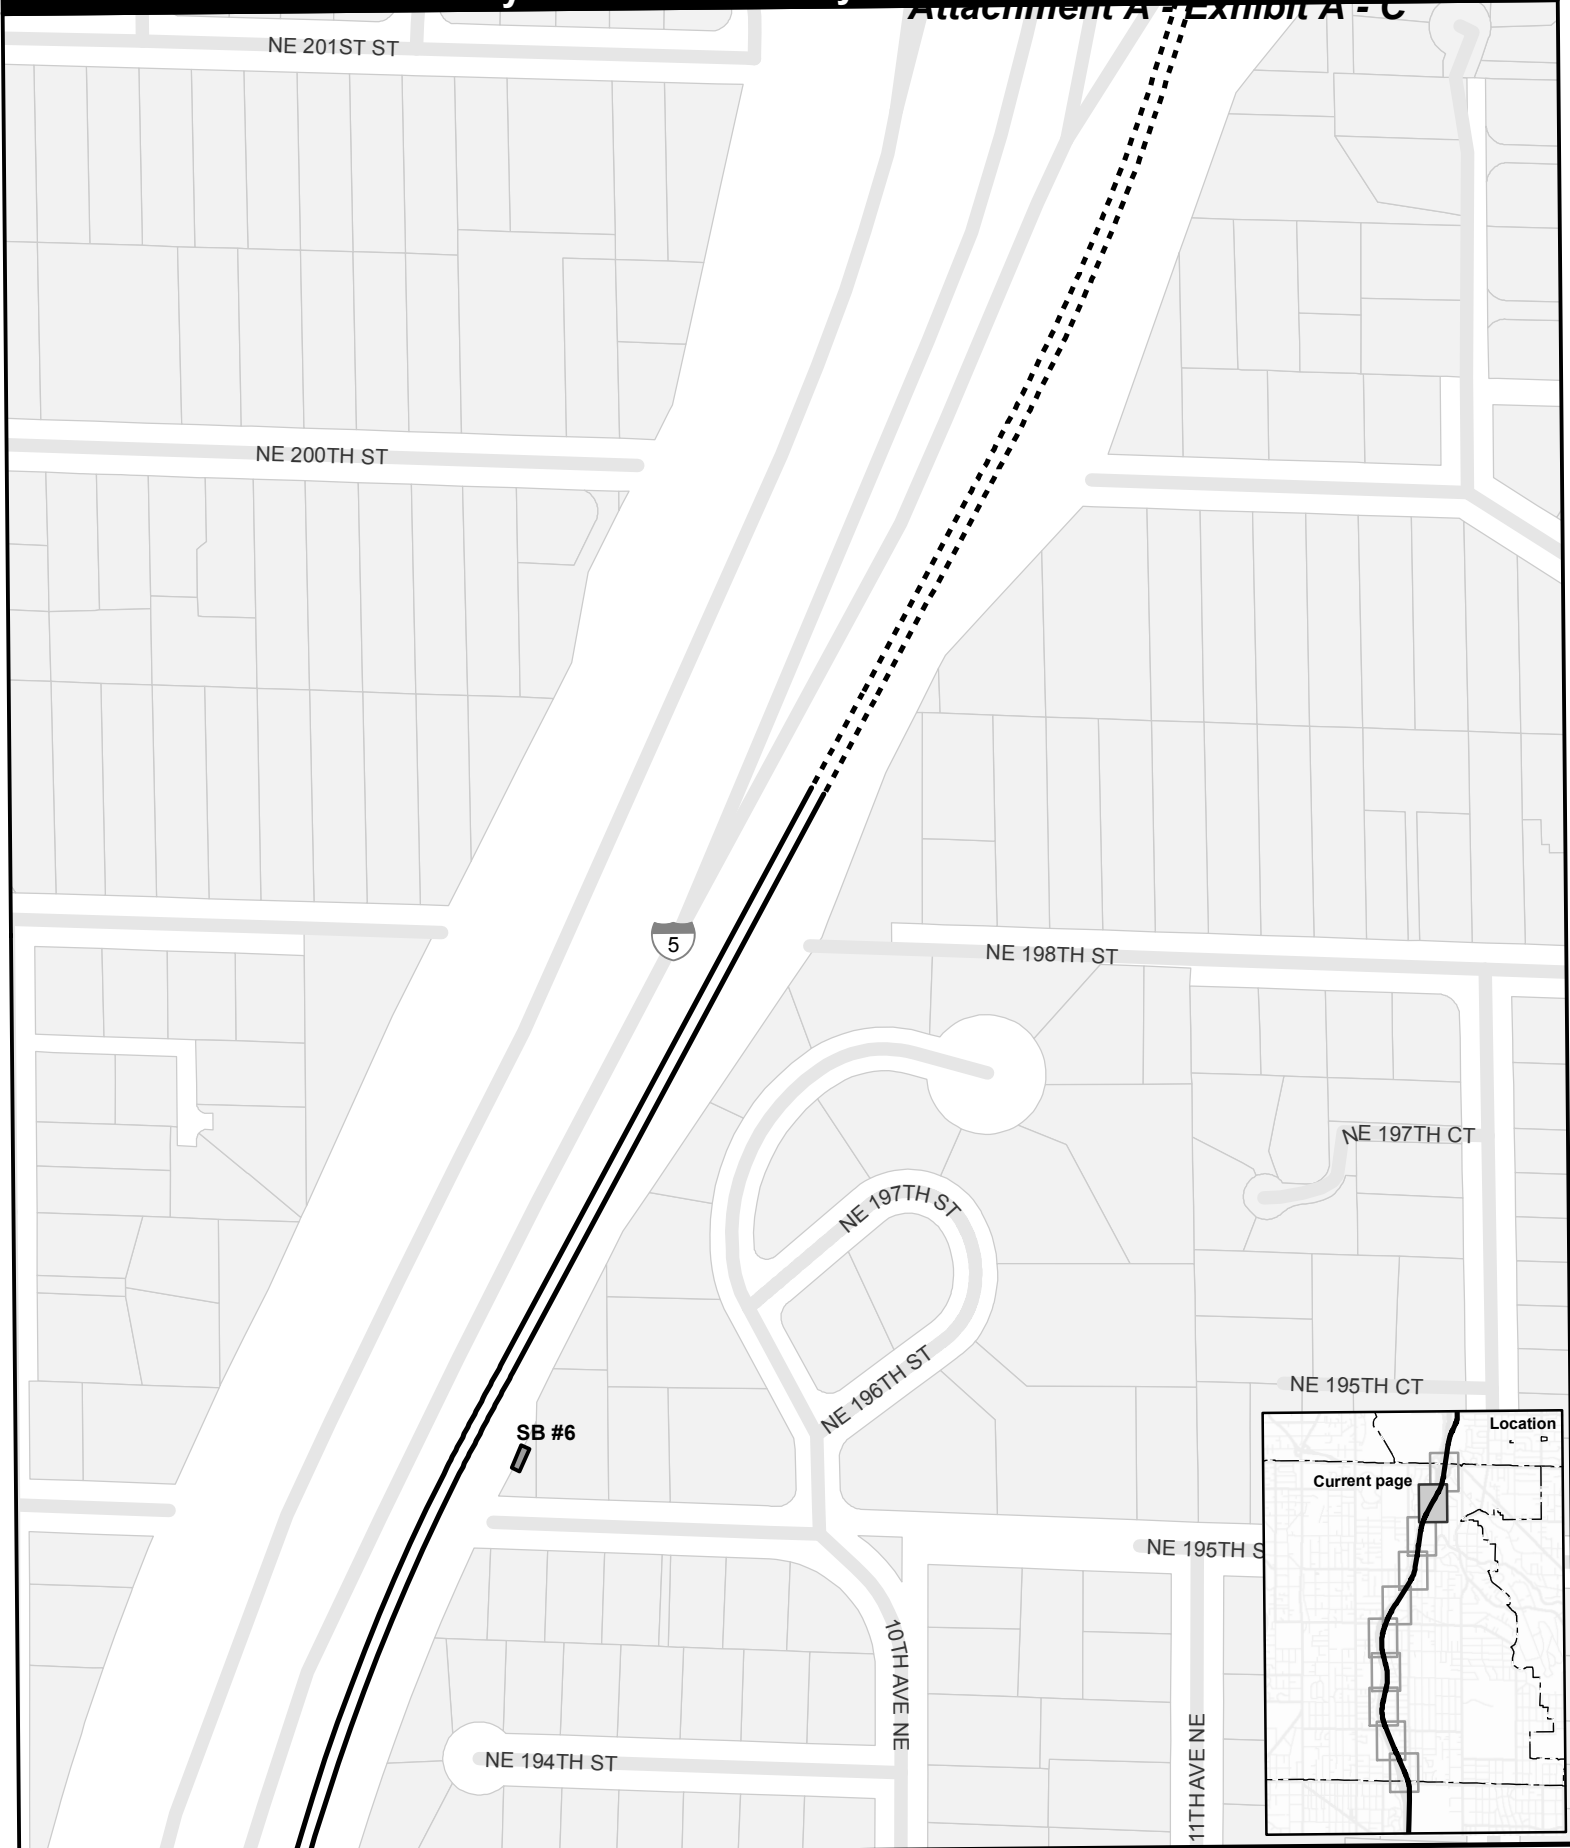 Attachment A - Exhibit A - C
NE 201ST ST
NE 200TH ST
5
NE 198TH ST
NE 197TH CT
NE 197TH ST
NE 196TH ST
NE 195TH CT
SB #6
Location
Current page
NE 195TH S
10TH AVE NE
11TH AVE NE
NE 194TH ST